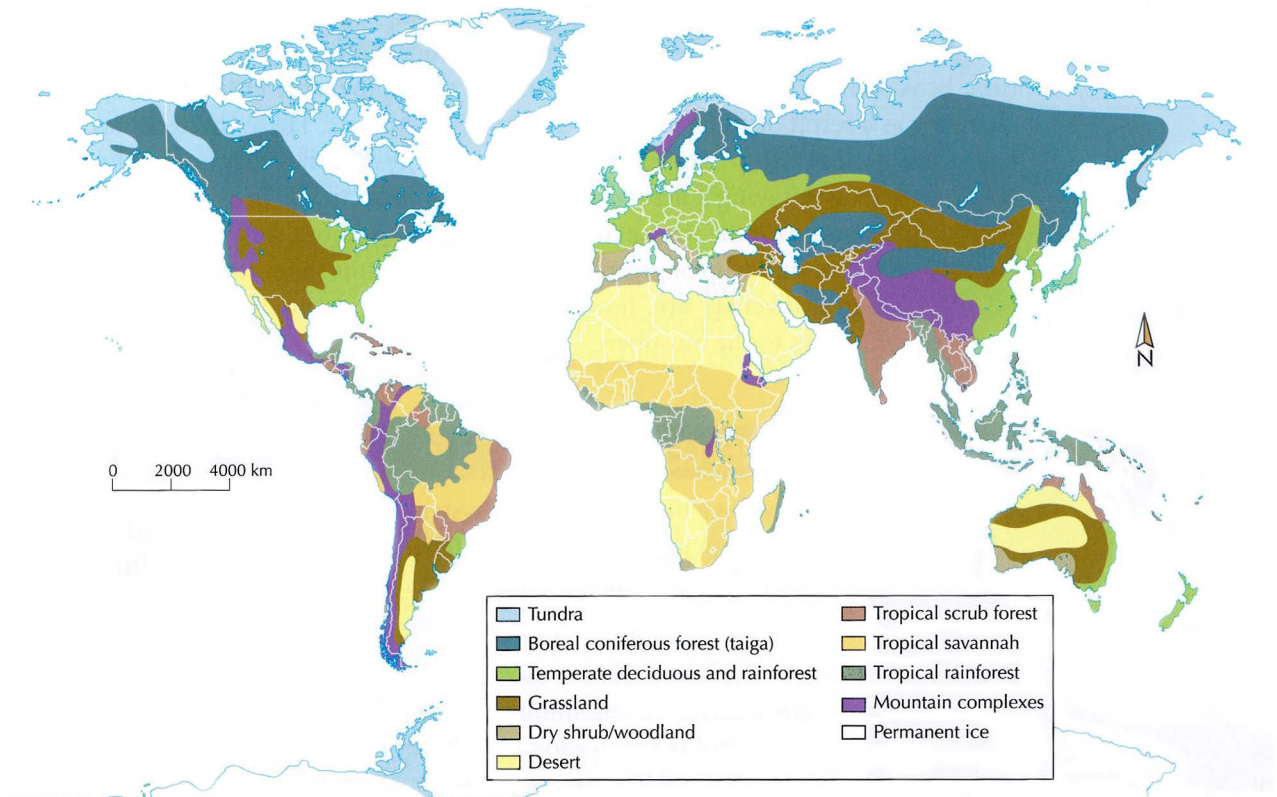 N
0 2000 4000 km
Tundra
Boreal coniferous forest (taiga)
Temperate deciduous and rainforest
Grassland
Dry shrub/woodland
Desert
Tropical scrub forest
Tropical savannah
Tropical rainforest
Mountain complexes
Permanent ice